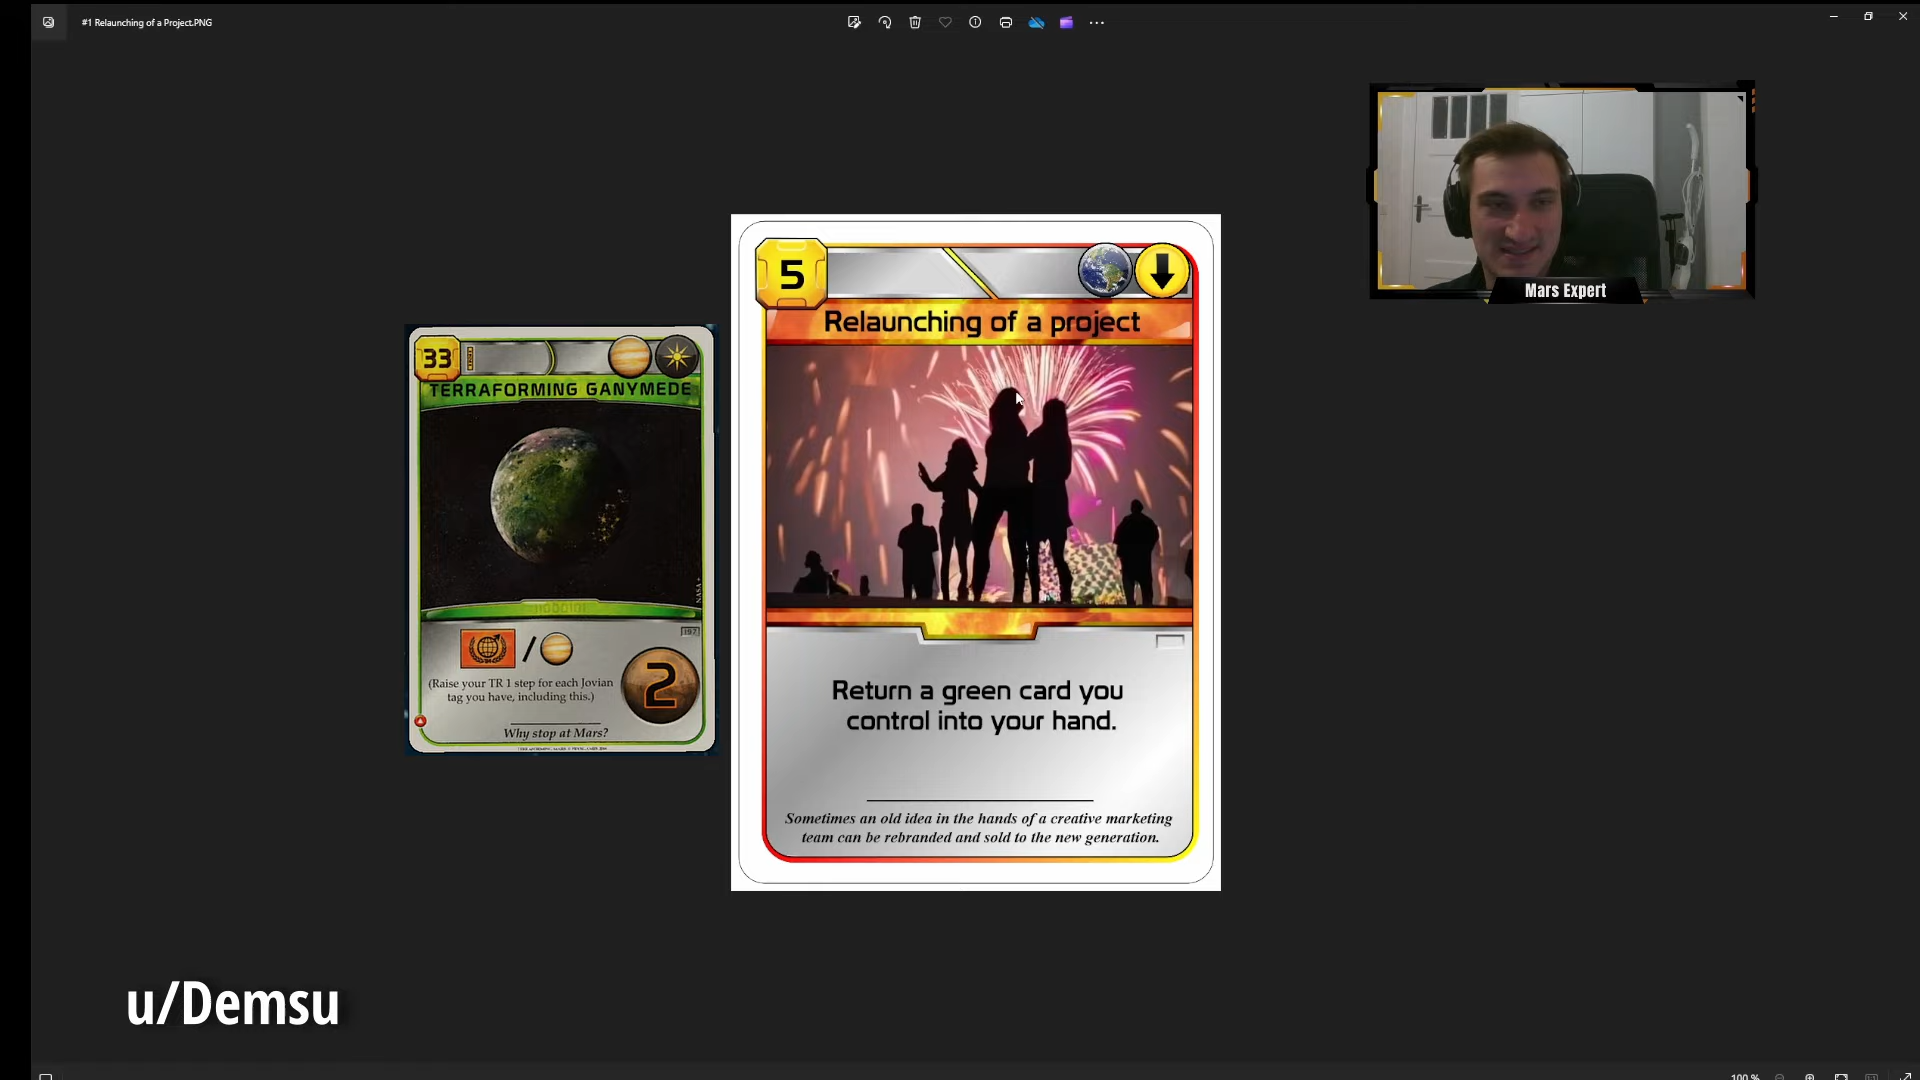 #1 Relaunching of a Project.PNG
Mars Expert
5
Relaunching of a project
Return a green card you
control into your hand.
Sometimes an old idea in the hands of a creative marketing
team can be rebranded and sold to the new generation.
33
TERRAFORMING GANYMEDE
NASA
197
/
(Raise your TR 1 step for each Jovian
tag you have, including this.)
2
Why stop at Mars?
u/Demsu
100 %